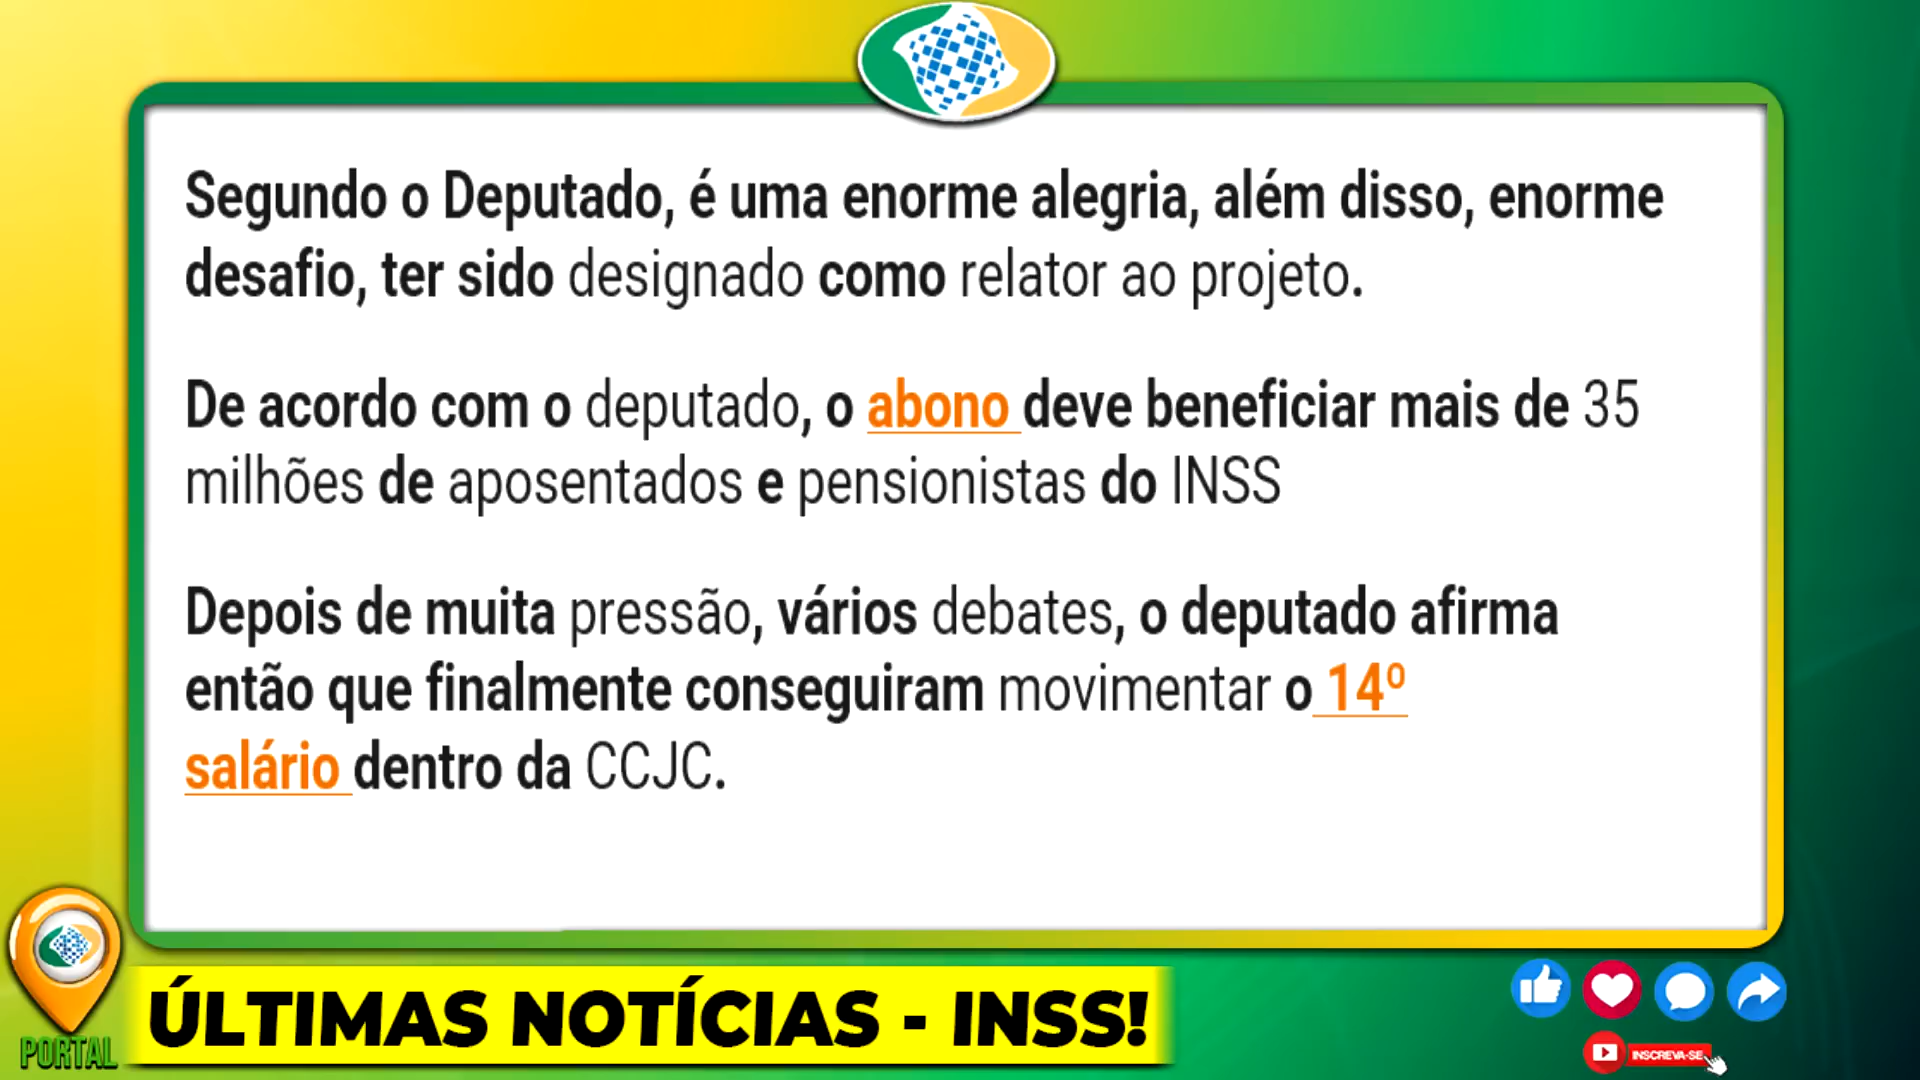 Segundo o Deputado, é uma enorme alegria, além disso, enorme
desafio, ter sido designado como relator ao projeto.
De acordo com o deputado, o abono deve beneficiar mais de 35
milhões de aposentados e pensionistas do INSS
Depois de muita pressão, vários debates, o deputado afirma
então que finalmente conseguiram movimentar o 14º
salário dentro da CCJC.
PORTAL
ÚLTIMAS NOTÍCIAS - INSS!
INSCREVA-SE